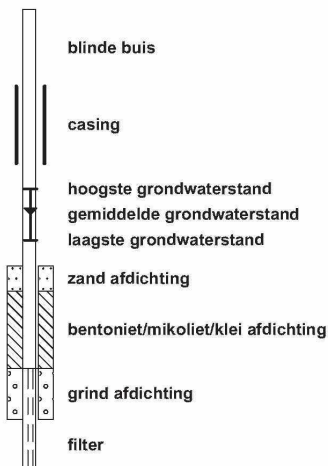 blinde buis
casing
hoogste grondwaterstand
gemiddelde grondwaterstand
laagste grondwaterstand
zand afdichting
bentoniet/mikoliet/klei afdichting
grind afdichting
filter